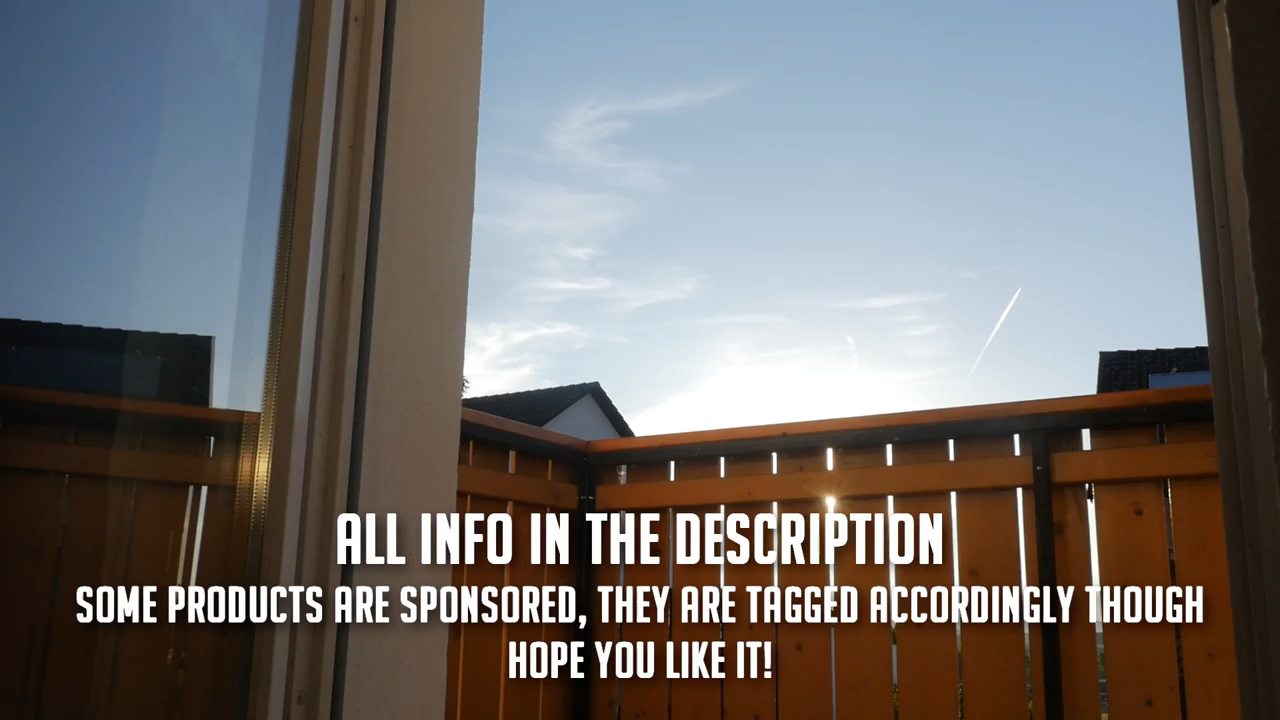 ALL INFO IN THE DESCRIPTION
SOME PRODUCTS ARE SPONSORED, THEY ARE TAGGED ACCORDINGLY THOUGH
HOPE YOU LIKE IT!